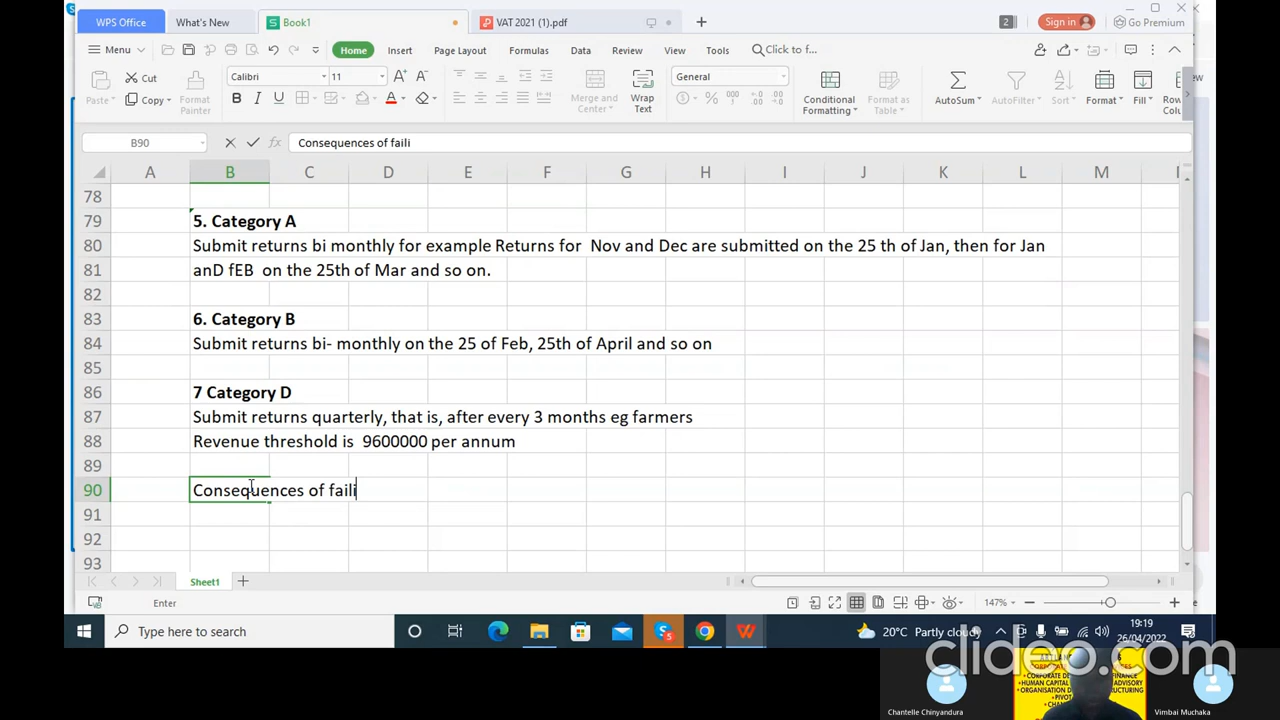 WPS Office
What's New
Book1
VAT 2021 (1).pdf
2
Sign in
Go Premium
Menu
Home
Insert
Page Layout
Formulas
Data
Review
View
Tools
Click to f...
Cut
Paste
Copy
Format Painter
Calibri
11
Merge and Center
Wrap Text
General
Conditional Formatting
Format as Table
AutoSum
AutoFilter
Sort
Format
Fill
B90
Consequences of faili
A B C D E F G H I J K L M
78
79 5. Category A
80 Submit returns bi monthly for example Returns for Nov and Dec are submitted on the 25 th of Jan, then for Jan
81 anD fEB on the 25th of Mar and so on.
82
83 6. Category B
84 Submit returns bi- monthly on the 25 of Feb, 25th of April and so on
85
86 7 Category D
87 Submit returns quarterly, that is, after every 3 months eg farmers
88 Revenue threshold is 9600000 per annum
89
90 Consequences of faili
91
92
93
Sheet1
Enter
147%
Type here to search
20°C Partly cloudy
19:19
26/04/2022
clideo.com
HUMAN CAPITAL
Chantelle Chinyandura
Vimbai Muchaka